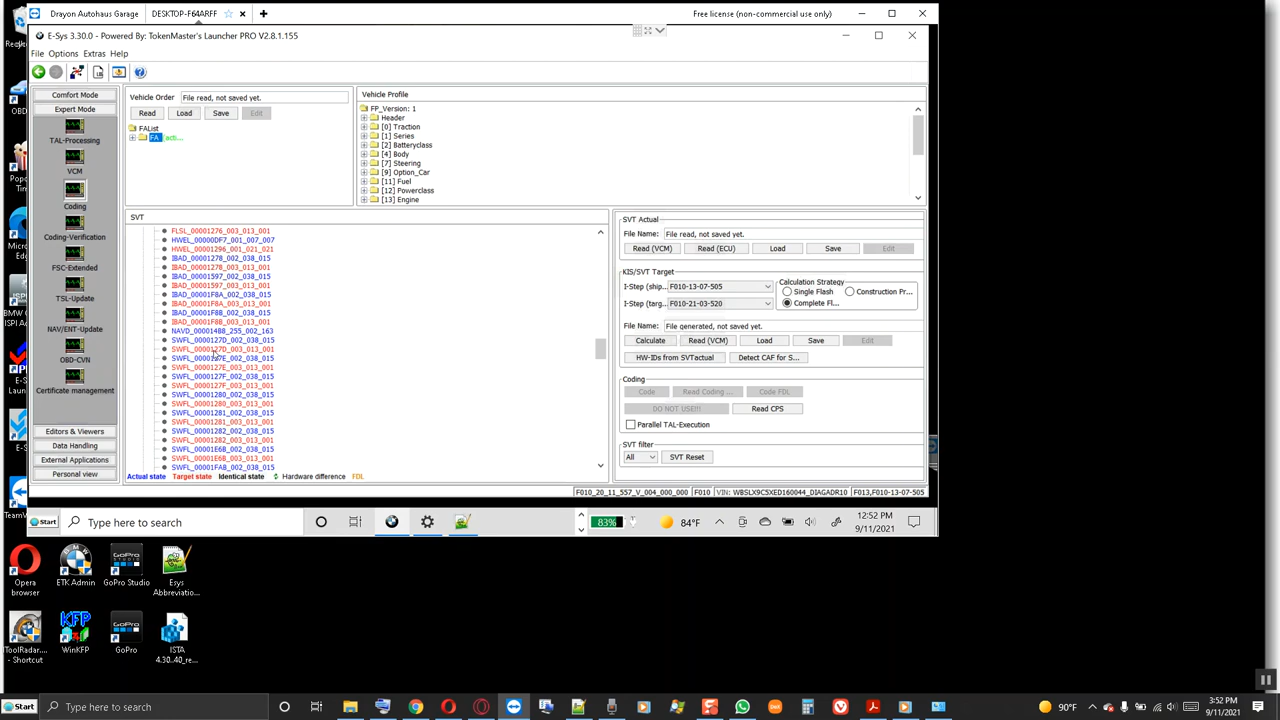 Drayon Autohaus Garage
DESKTOP-F64ARFF
Free license (non-commercial use only)
E-Sys 3.30.0 - Powered By: TokenMaster's Launcher PRO V2.8.1.155
File Options Extras Help
Comfort Mode
Expert Mode
TAL-Processing
VCM
Coding
Coding-Verification
FSC-Extended
TSL-Update
NAV/ENT-Update
OBD-CVN
Certificate management
Editors & Viewers
Data Handling
External Applications
Personal view
Vehicle Order
File read, not saved yet.
Read
Load
Save
Edit
FAList
FA
Vehicle Profile
FP_Version: 1
Header
[0] Traction
[1] Series
[2] Batteryclass
[4] Body
[7] Steering
[9] Option_Car
[11] Fuel
[12] Powerclass
[13] Engine
SVT
FLSL_00001276_003_013_001
HWEL_00000DF7_001_007_007
HWEL_00001296_001_021_021
IBAD_00001278_002_038_015
IBAD_00001278_003_013_001
IBAD_00001597_002_038_015
IBAD_00001597_003_013_001
IBAD_00001F8A_002_038_015
IBAD_00001F8A_003_013_001
IBAD_00001F8B_002_038_015
IBAD_00001F8B_003_013_001
NAVD_00001488_255_002_163
SWFL_0000127D_002_038_015
SWFL_0000127D_003_013_001
SWFL_0000127E_002_038_015
SWFL_0000127E_003_013_001
SWFL_0000127F_002_038_015
SWFL_0000127F_003_013_001
SWFL_00001280_002_038_015
SWFL_00001280_003_013_001
SWFL_00001281_002_038_015
SWFL_00001281_003_013_001
SWFL_00001282_002_038_015
SWFL_00001282_003_013_001
SWFL_00001E6B_002_038_015
SWFL_00001E6B_003_013_001
SWFL_00001FA8_002_038_015
Actual state
Target state
Identical state
Hardware difference
FDL
SVT Actual
File Name: File read, not saved yet.
Read (VCM)
Read (ECU)
Load
Save
Edit
KIS/SVT Target
I-Step (ship... F010-13-07-505
I-Step (targ... F010-21-03-520
Calculation Strategy
Single Flash
Construction Pr...
Complete Fl...
File Name: File generated, not saved yet.
Calculate
Read (VCM)
Load
Save
Edit
HW-IDs from SVTactual
Detect CAF for S...
Coding
Code
Read Coding ...
Code FDL
DO NOT USE!!!
Read CPS
Parallel TAL-Execution
SVT filter
All
SVT Reset
F010_20_11_557_V_004_000_000
F010
VIN: WBSLX9C5XED160044_DIAGADR10
F013,F010-13-07-505
Start
Type here to search
83%
84°F
12:52 PM
9/11/2021
Opera
browser
ETK Admin
GoPro Studio
Esys
Abbreviatio...
iToolRadar....
- Shortcut
WinKFP
GoPro
ISTA
4.30..40_re...
Start
Type here to search
90°F
3:52 PM
9/11/2021